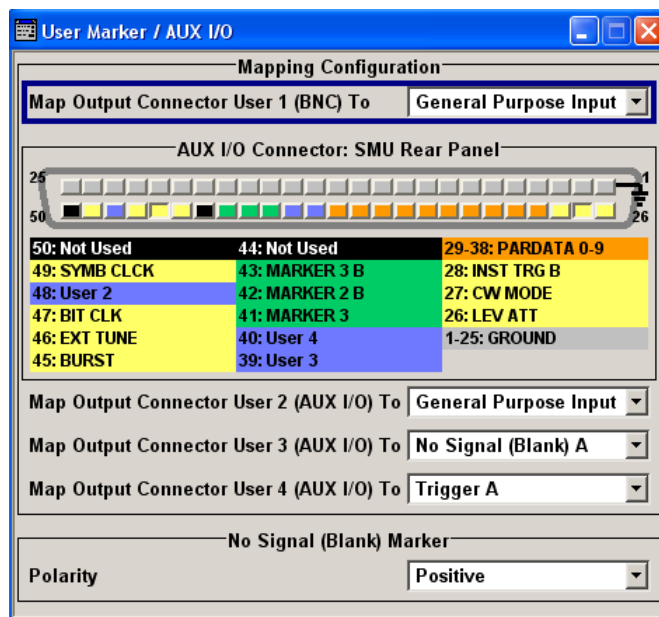 User Marker / AUX I/O
Mapping Configuration
Map Output Connector User 1 (BNC) To General Purpose Input
AUX I/O Connector: SMU Rear Panel
25 1
50 26
50: Not Used 44: Not Used 29-38: PARDATA 0-9
49: SYMB CLCK 43: MARKER 3 B 28: INST TRG B
48: User 2 42: MARKER 2 B 27: CW MODE
47: BIT CLK 41: MARKER 3 26: LEV ATT
46: EXT TUNE 40: User 4 1-25: GROUND
45: BURST 39: User 3
Map Output Connector User 2 (AUX I/O) To General Purpose Input
Map Output Connector User 3 (AUX I/O) To No Signal (Blank) A
Map Output Connector User 4 (AUX I/O) To Trigger A
No Signal (Blank) Marker
Polarity Positive